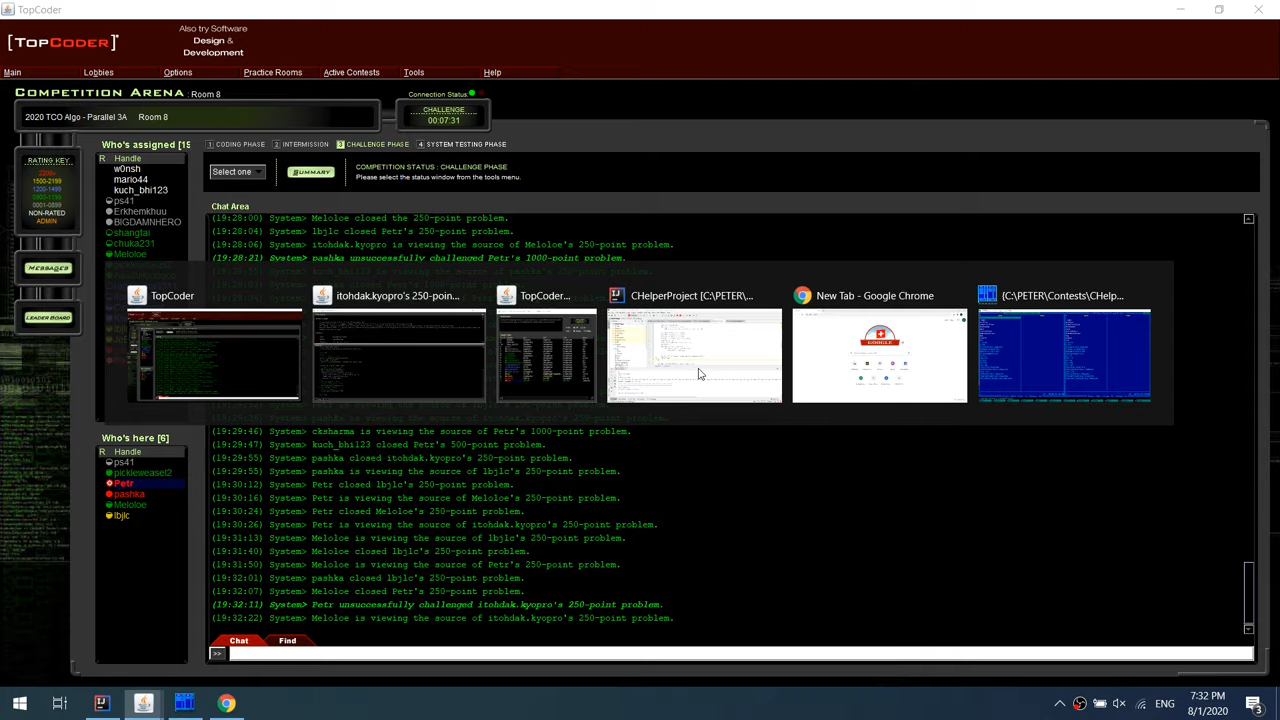 TopCoder
[TOPCODER]®
Also try Software
Design &
Development
Main
Lobbies
Options
Practice Rooms
Active Contests
Tools
Help
COMPETITION ARENA : Room 8
Connection Status:
2020 TCO Algo - Parallel 3A    Room 8
CHALLENGE
00:07:31
RATING KEY
2200+
1500-2199
1200-1499
0900-1199
0001-0899
NON-RATED
ADMIN
MESSAGES
LEADER BOARD
Who's assigned [15
R Handle
w0nsh
mario44
kuch_bhi123
ps41
Erkhemkhuu
BIGDAMNHERO
shangtai
chuka231
Meloloe
1 CODING PHASE
2 INTERMISSION
3 CHALLENGE PHASE
4 SYSTEM TESTING PHASE
Select one
SUMMARY
COMPETITION STATUS : CHALLENGE PHASE
Please select the status window from the tools menu.
Chat Area
(19:28:00) System> Meloloe closed the 250-point problem.
(19:28:04) System> lbjlc closed Petr's 250-point problem.
(19:28:06) System> itohdak.kyopro is viewing the source of Meloloe's 250-point problem.
(19:28:21) System> pashka unsuccessfully challenged Petr's 1000-point problem.
TopCoder
itohdak.kyopro's 250-poin...
TopCoder...
CHelperProject [C:\PETER\...
New Tab - Google Chrome
{C:\PETER\Contests\CHelp...
(19:29:46) System> cksharma is viewing the source of Petr's 1000-point problem.
(19:29:47) System> kuch_bhi123 closed Petr's 500-point problem.
(19:29:55) System> pashka closed itohdak.kyopro's 250-point problem.
(19:29:55) System> pashka is viewing the source of lbjlc's 250-point problem.
(19:30:12) System> Petr closed lbjlc's 250-point problem.
(19:30:16) System> Petr is viewing the source of Meloloe's 250-point problem.
(19:30:24) System> Petr closed Meloloe's 250-point problem.
(19:30:26) System> Petr is viewing the source of itohdak.kyopro's 250-point problem.
(19:31:13) System> Meloloe is viewing the source of lbjlc's 250-point problem.
(19:31:40) System> Meloloe closed lbjlc's 250-point problem.
(19:31:50) System> Meloloe is viewing the source of Petr's 250-point problem.
(19:32:01) System> pashka closed lbjlc's 250-point problem.
(19:32:07) System> Meloloe closed Petr's 250-point problem.
(19:32:11) System> Petr unsuccessfully challenged itohdak.kyopro's 250-point problem.
(19:32:22) System> Meloloe is viewing the source of itohdak.kyopro's 250-point problem.
Who's here [6]
R Handle
ps41
pickleweasel2
Petr
pashka
Meloloe
lbjlc
Chat
Find
>>
ENG
7:32 PM
8/1/2020
3